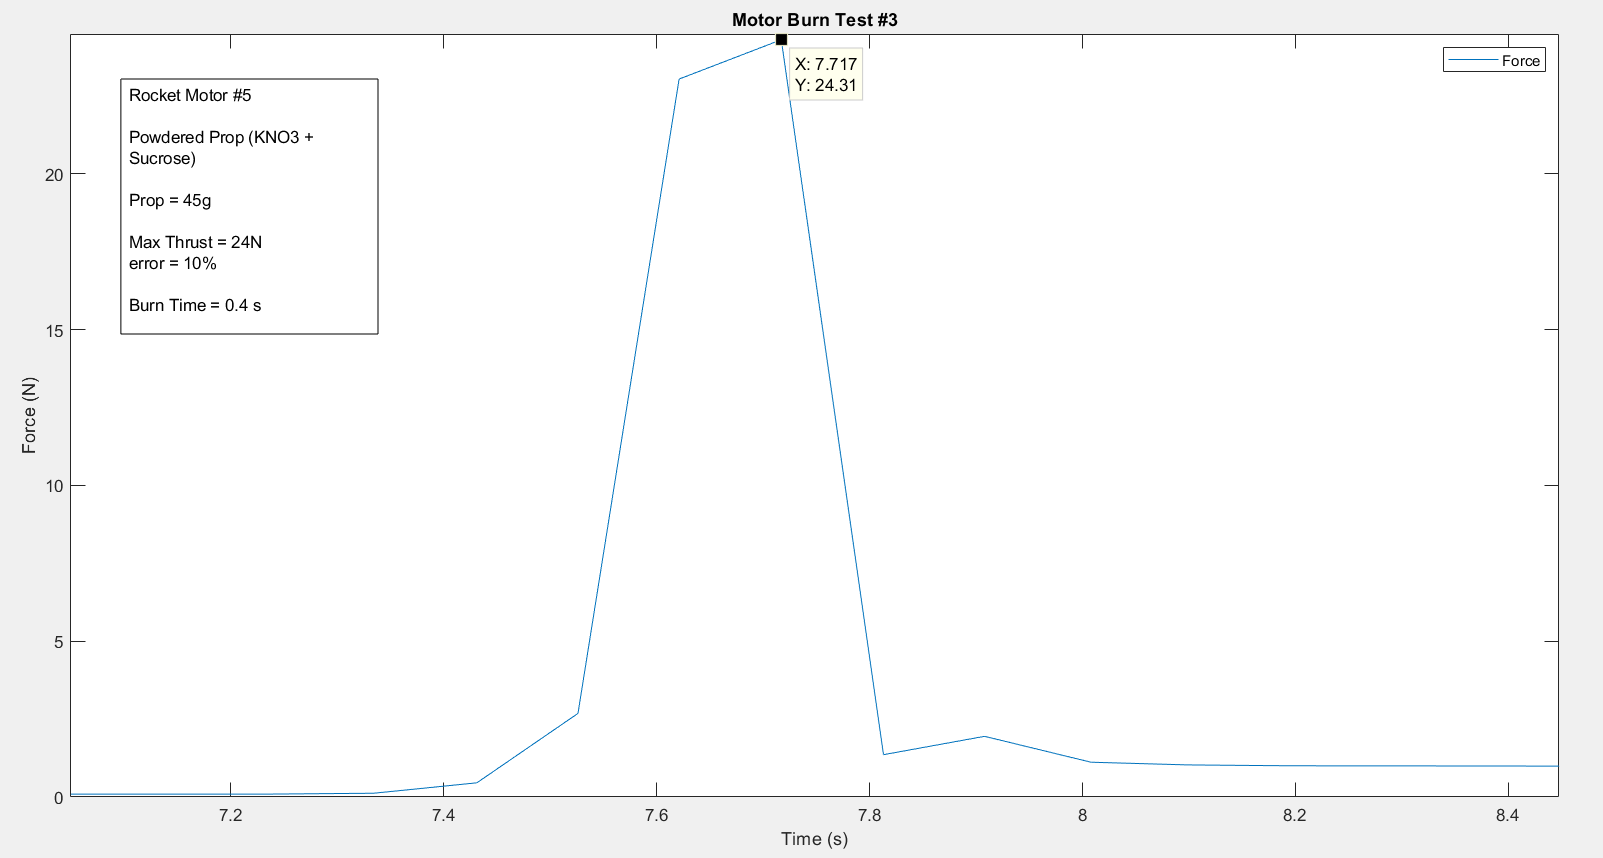 Motor Burn Test #3
Rocket Motor #5
Powdered Prop (KNO3 +
Sucrose)
Prop = 45g
Max Thrust = 24N
error = 10%
Burn Time = 0.4 s
X: 7.717
Y: 24.31
Force
Force (N)
20
15
10
5
0
7.2
7.4
7.6
7.8
8
8.2
8.4
Time (s)